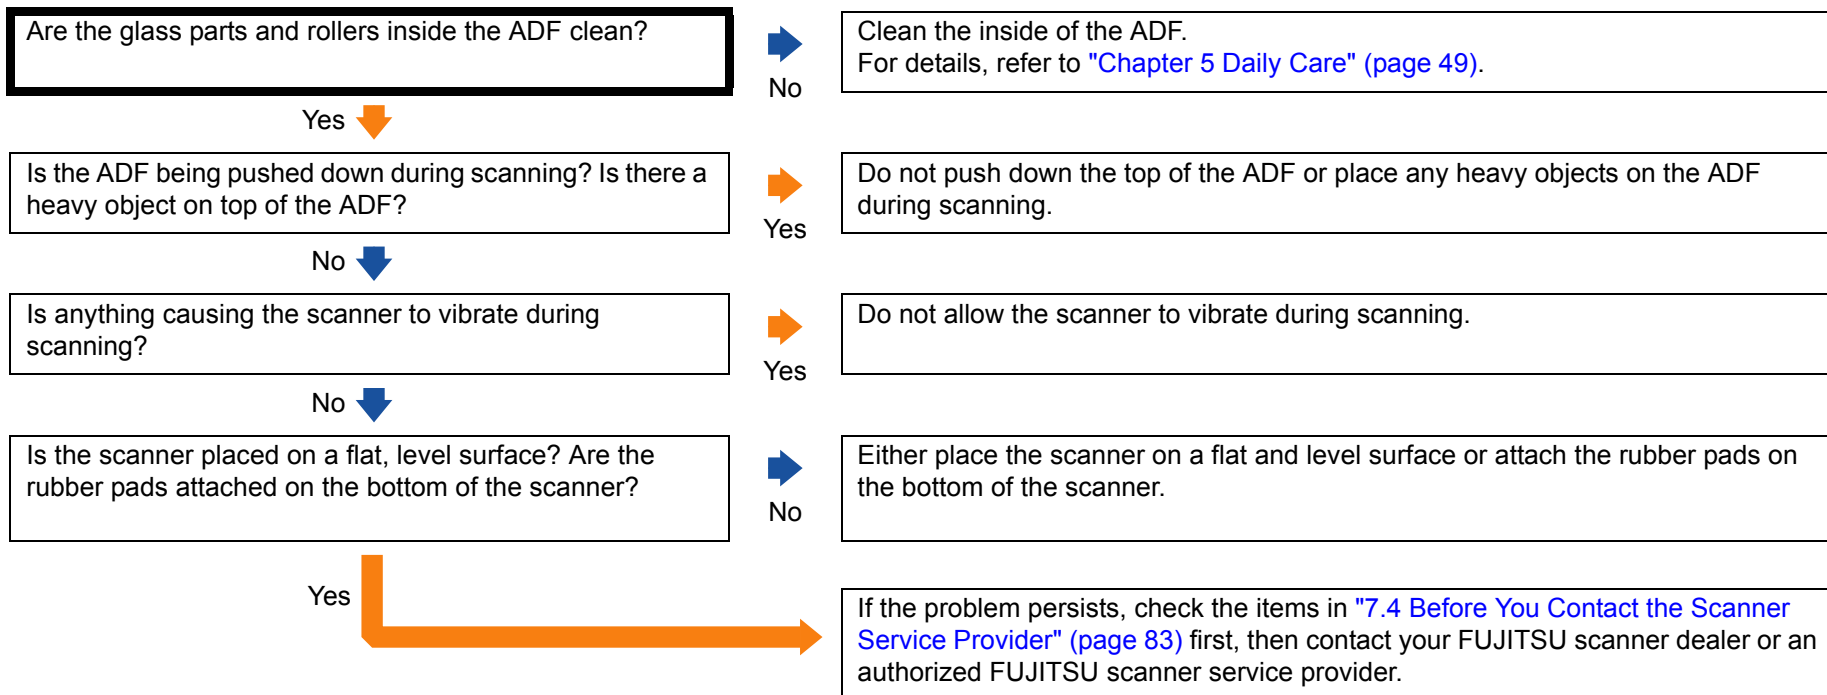 Are the glass parts and rollers inside the ADF clean?
No
Clean the inside of the ADF.
For details, refer to "Chapter 5 Daily Care" (page 49).
Yes
Is the ADF being pushed down during scanning? Is there a
heavy object on top of the ADF?
Yes
Do not push down the top of the ADF or place any heavy objects on the ADF
during scanning.
No
Is anything causing the scanner to vibrate during
scanning?
Yes
Do not allow the scanner to vibrate during scanning.
No
Is the scanner placed on a flat, level surface? Are the
rubber pads attached on the bottom of the scanner?
No
Either place the scanner on a flat and level surface or attach the rubber pads on
the bottom of the scanner.
Yes
If the problem persists, check the items in "7.4 Before You Contact the Scanner
Service Provider" (page 83) first, then contact your FUJITSU scanner dealer or an
authorized FUJITSU scanner service provider.